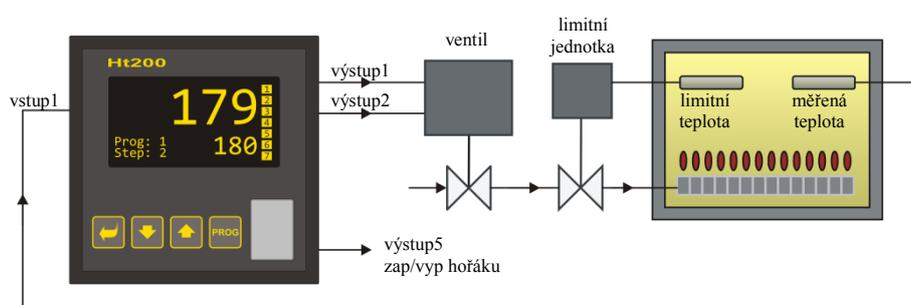 limitní
jednotka
ventil
Ht200
výstup1
vstup1
179
1
2
3
4
5
6
7
výstup2
limitní
teplota
měřená
teplota
Prog: 1
Step: 2
180
PROG
výstup5
zap/vyp hořáku